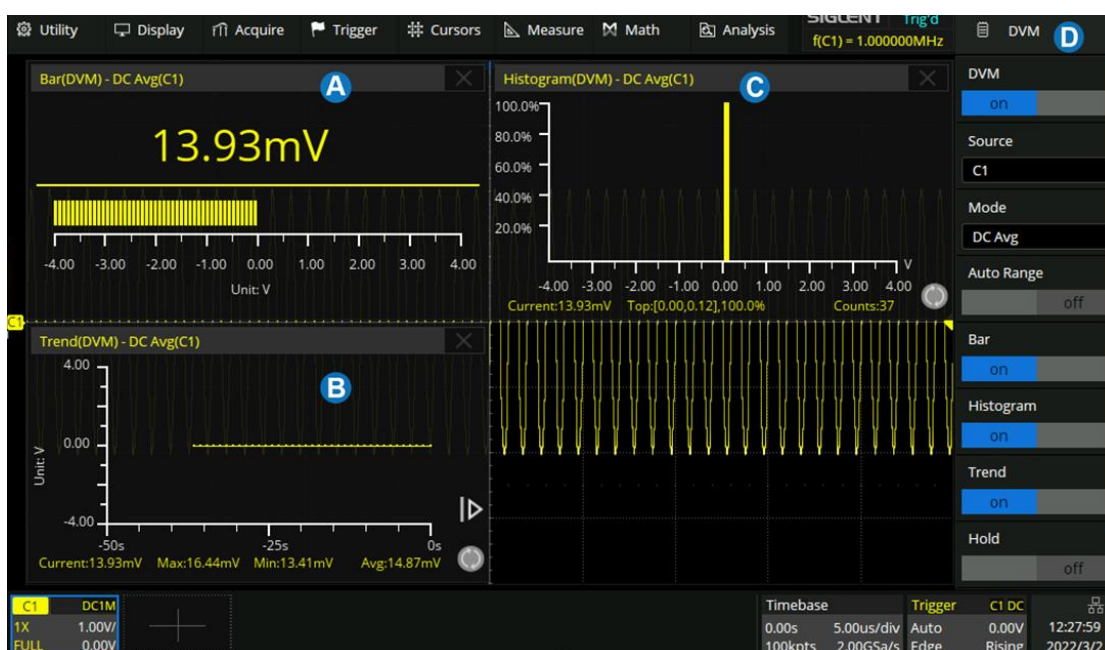 Utility Display Acquire Trigger Cursors Measure Math Analysis
SIGLENT Trig'd
f(C1) = 1.000000MHz
DVM
D
Bar(DVM) - DC Avg(C1)
A
13.93mV
-4.00 -3.00 -2.00 -1.00 0.00 1.00 2.00 3.00 4.00
Unit: V
Histogram(DVM) - DC Avg(C1)
C
100.0%
80.0%
60.0%
40.0%
20.0%
V
-4.00 -3.00 -2.00 -1.00 0.00 1.00 2.00 3.00 4.00
Current:13.93mV Top:[0.00,0.12],100.0% Counts:37
C1
Trend(DVM) - DC Avg(C1)
B
4.00
0.00
-4.00
Unit: V
-50s -25s 0s
Current:13.93mV Max:16.44mV Min:13.41mV Avg:14.87mV
DVM
on
Source
C1
Mode
DC Avg
Auto Range
off
Bar
on
Histogram
on
Trend
on
Hold
off
C1 DC1M
1X 1.00V/
FULL 0.00V
Timebase
0.00s 5.00us/div
100kpts 2.00GSa/s
Trigger C1 DC
Auto 0.00V
Edge Rising
12:27:59
2022/3/2